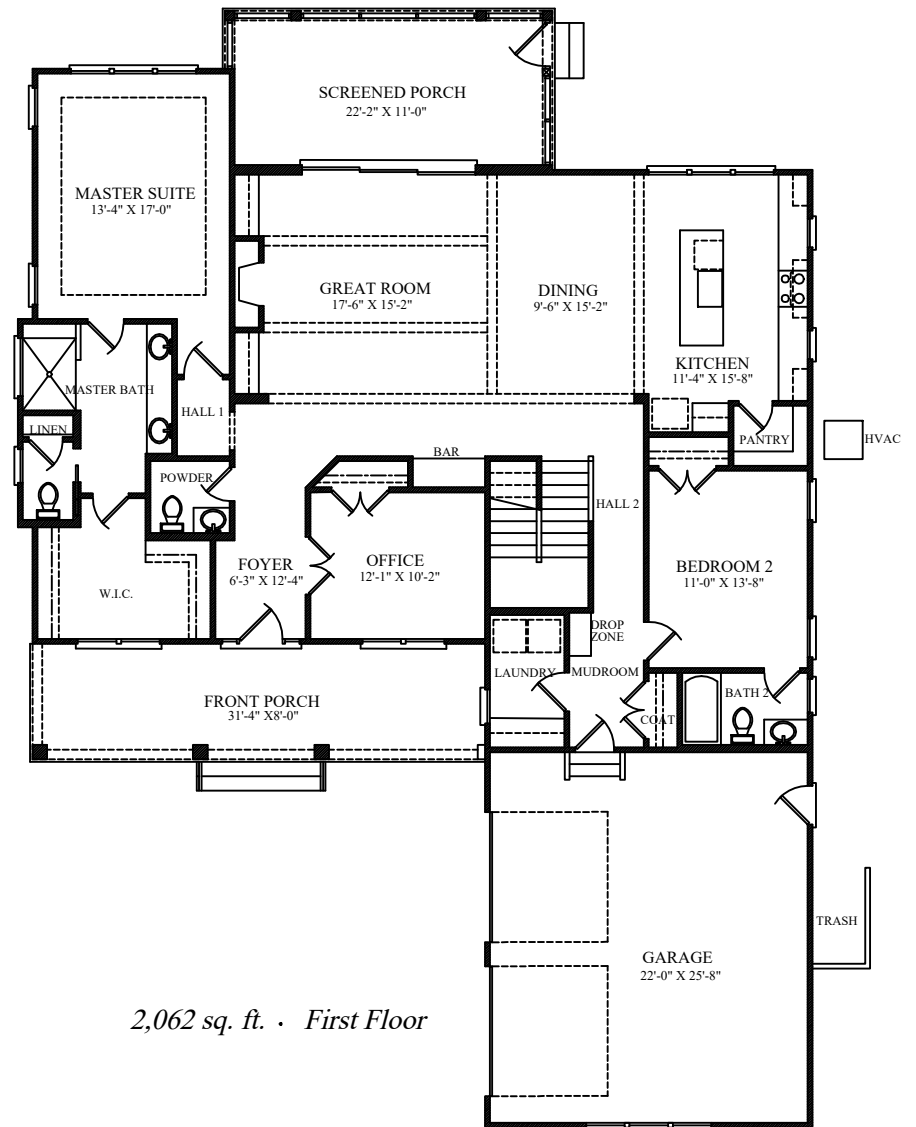 SCREENED PORCH
22'-2" X 11'-0"
MASTER SUITE
13'-4" X 17'-0"
GREAT ROOM
17'-6" X 15'-2"
DINING
9'-6" X 15'-2"
KITCHEN
11'-4" X 15'-8"
MASTER BATH
HALL 1
LINEN
PANTRY
HVAC
BAR
POWDER
HALL 2
FOYER
6'-3" X 12'-4"
OFFICE
12'-1" X 10'-2"
BEDROOM 2
11'-0" X 13'-8"
W.I.C.
DROP
ZONE
LAUNDRY
MUDROOM
BATH 2
COAT
FRONT PORCH
31'-4" X8'-0"
TRASH
GARAGE
22'-0" X 25'-8"
2,062 sq. ft. · First Floor